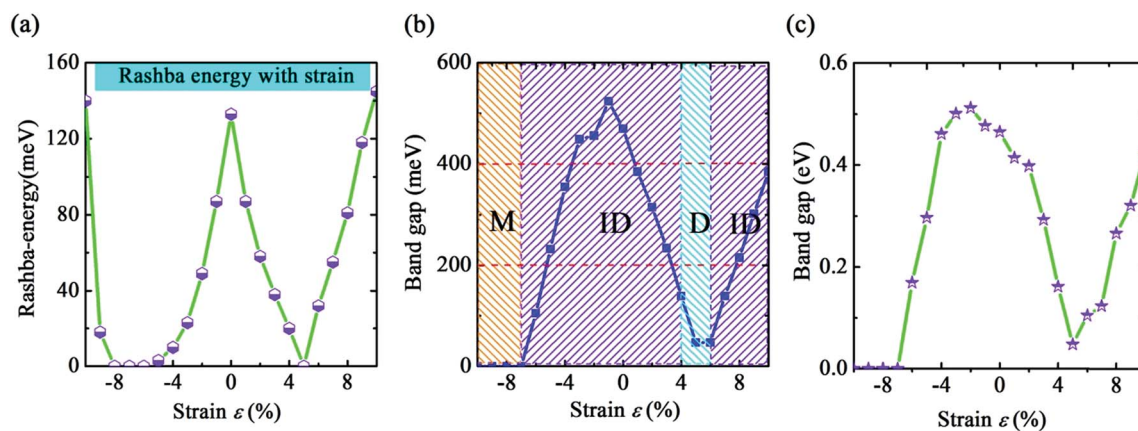 (a)
Rashba energy with strain
Rashba-energy(meV)
160
120
80
40
0
-8 -4 0 4 8
Strain ε (%)
(b)
Band gap (meV)
600
400
200
0
M ID D ID
-8 -4 0 4 8
Strain ε (%)
(c)
Band gap (eV)
0.6
0.4
0.2
0.0
-8 -4 0 4 8
Strain ε (%)